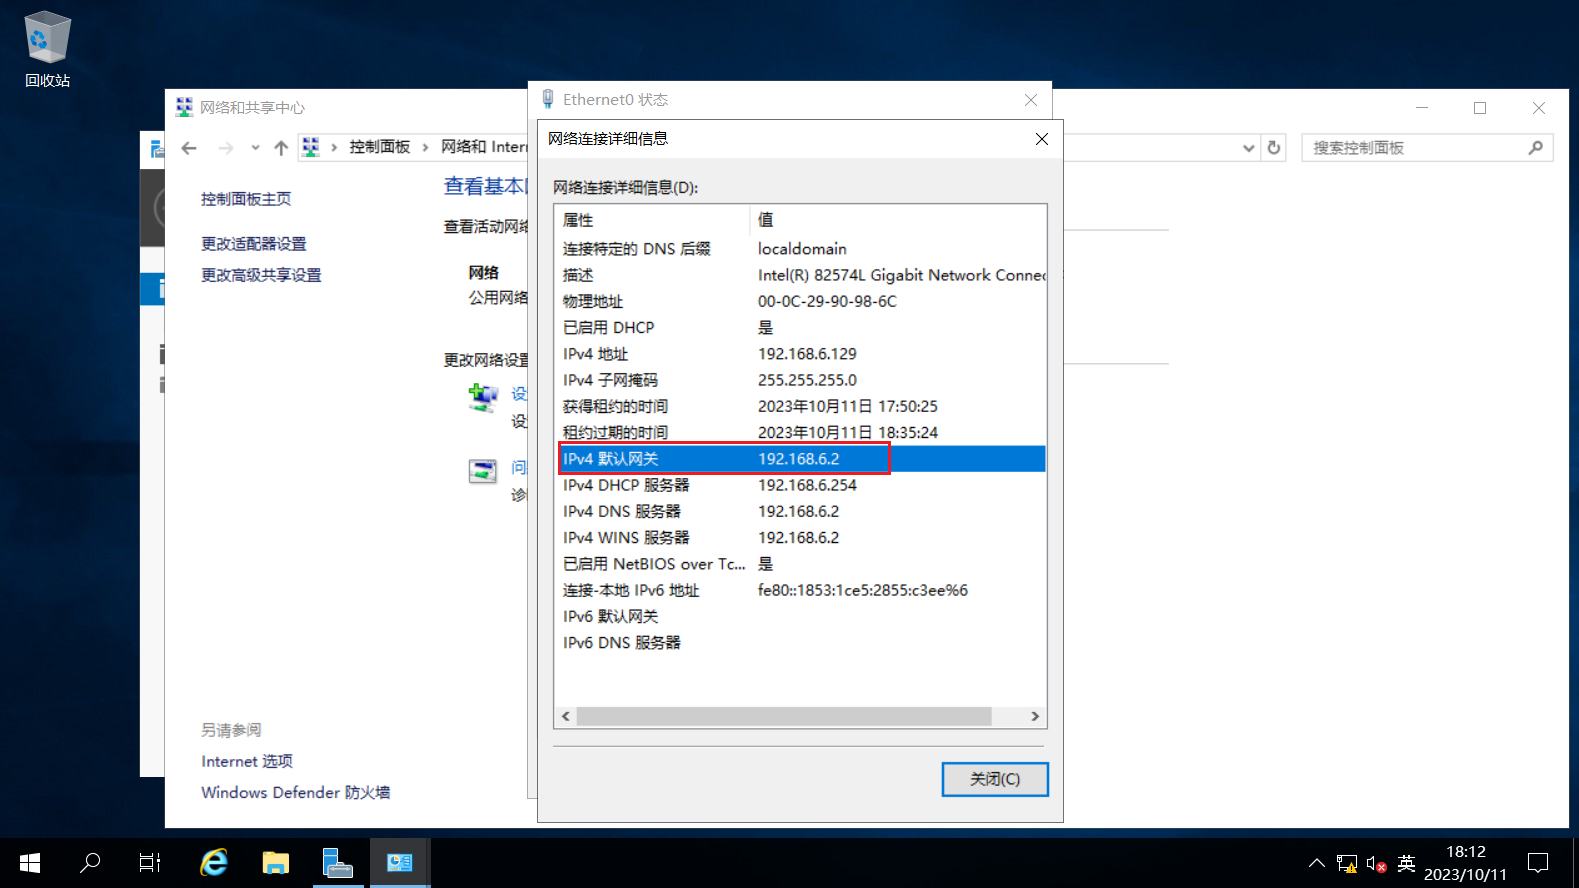 回收站
网络和共享中心
Ethernet0 状态
网络连接详细信息
控制面板
网络和 Inter
搜索控制面板
控制面板主页
更改适配器设置
更改高级共享设置
查看基本
查看活动网络
网络
公用网络
更改网络设置
设
设
问
诊
网络连接详细信息(D):
属性 值
连接特定的 DNS 后缀 localdomain
描述 Intel(R) 82574L Gigabit Network Connec
物理地址 00-0C-29-90-98-6C
已启用 DHCP 是
IPv4 地址 192.168.6.129
IPv4 子网掩码 255.255.255.0
获得租约的时间 2023年10月11日 17:50:25
租约过期的时间 2023年10月11日 18:35:24
IPv4 默认网关 192.168.6.2
IPv4 DHCP 服务器 192.168.6.254
IPv4 DNS 服务器 192.168.6.2
IPv4 WINS 服务器 192.168.6.2
已启用 NetBIOS over Tc... 是
连接-本地 IPv6 地址 fe80::1853:1ce5:2855:c3ee%6
IPv6 默认网关
IPv6 DNS 服务器
关闭(C)
另请参阅
Internet 选项
Windows Defender 防火墙
英
18:12
2023/10/11